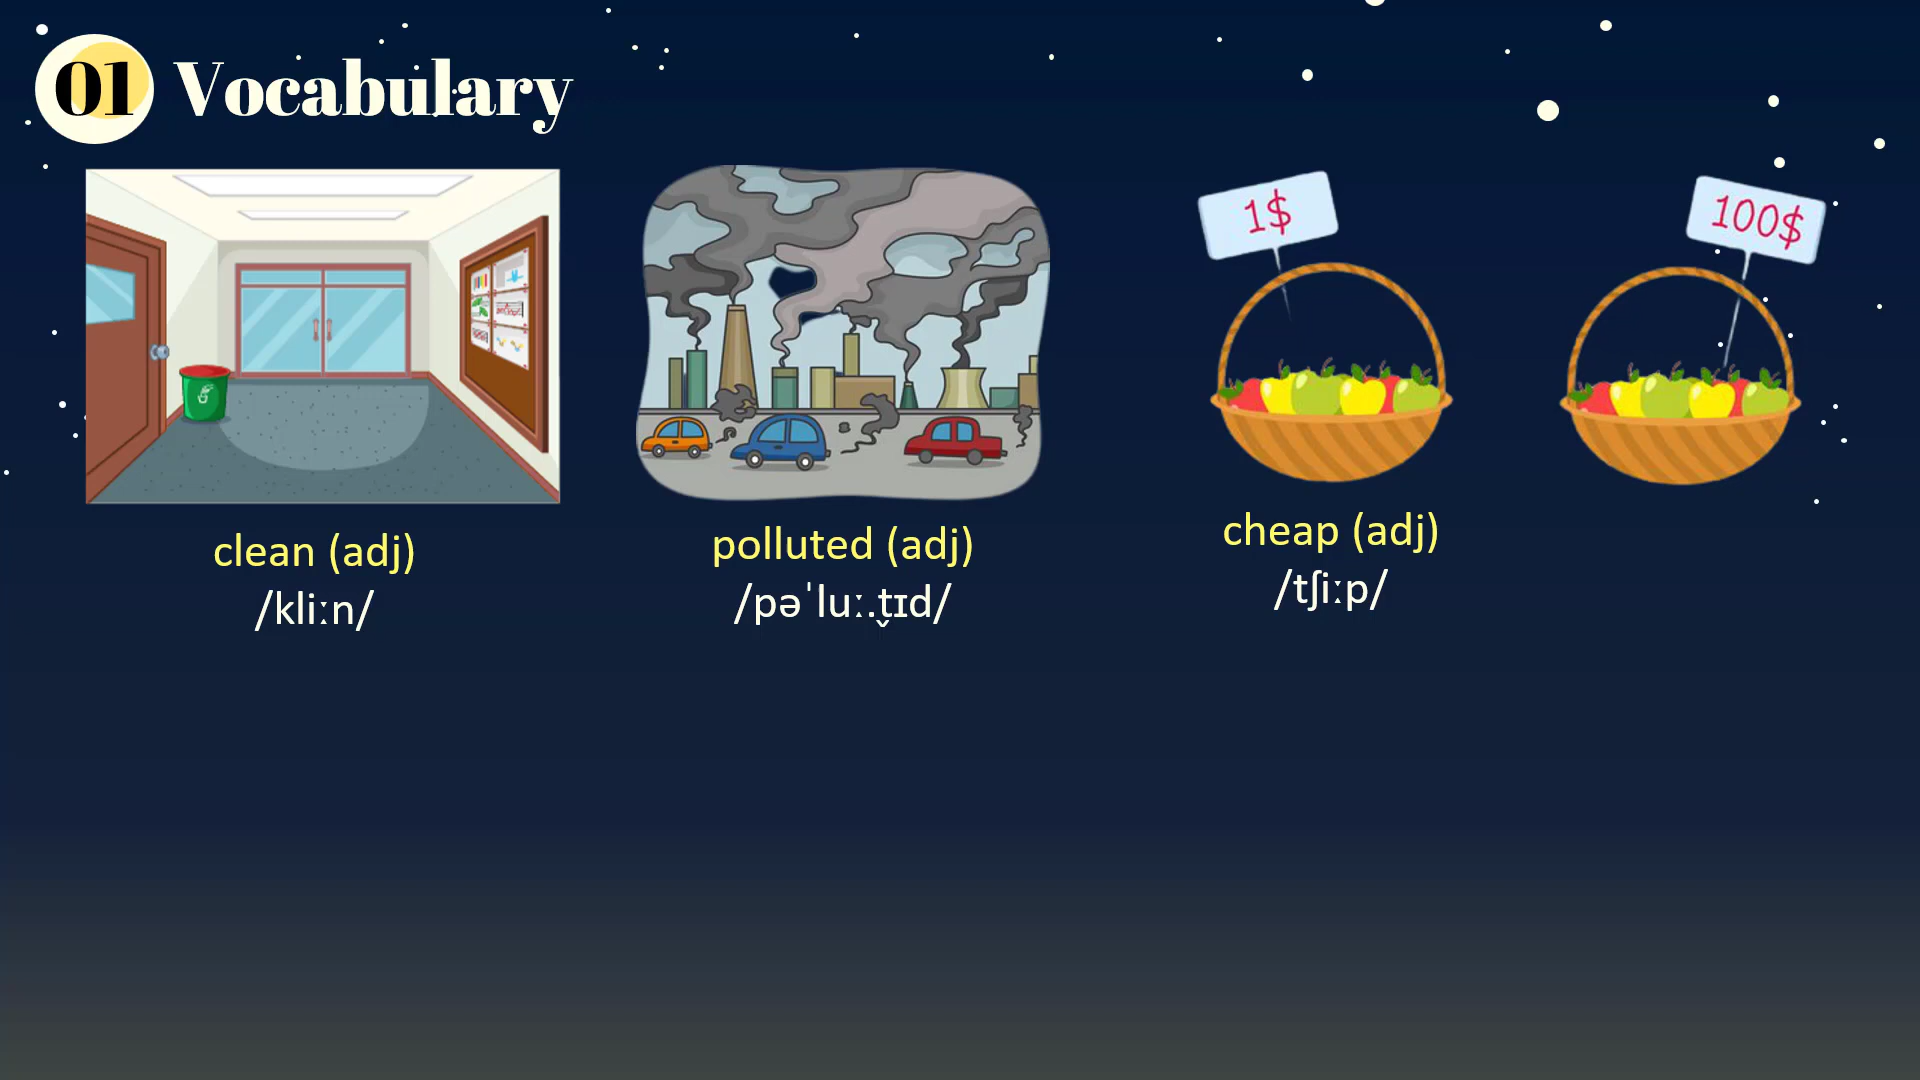 01 Vocabulary
1$
100$
clean (adj)
/kliːn/
polluted (adj)
/pəˈluː.t̬ɪd/
cheap (adj)
/tʃiːp/